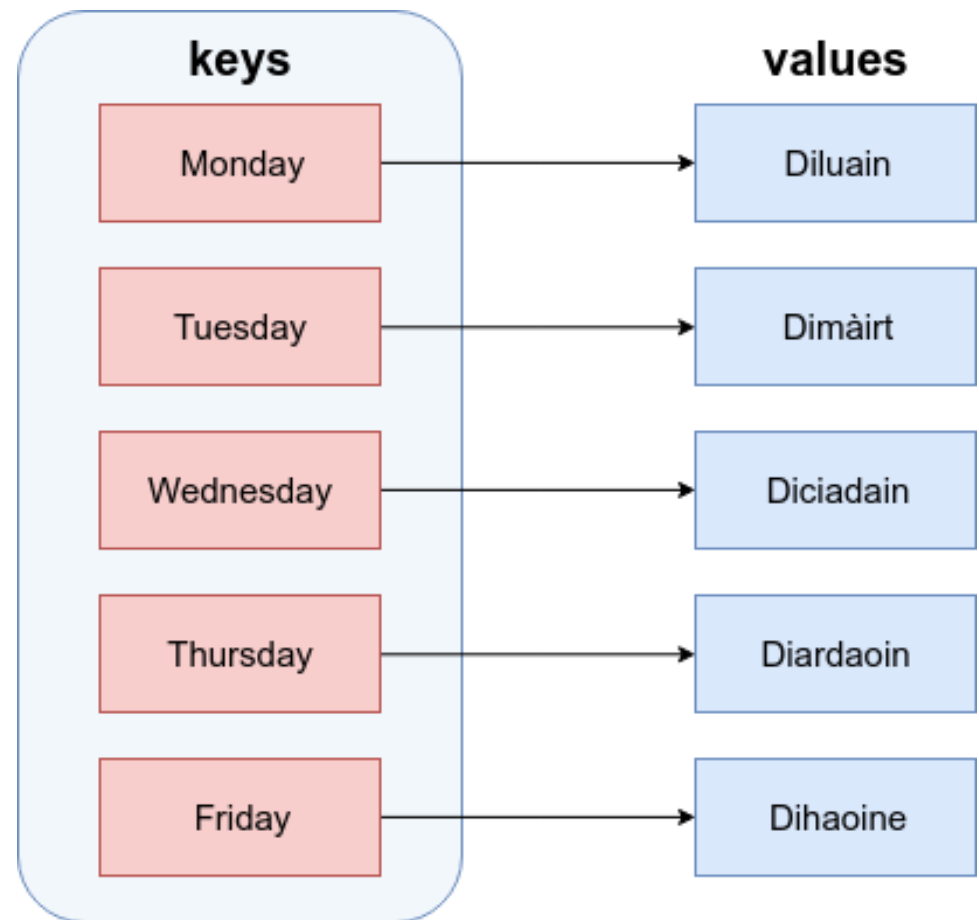 keys values
Monday Diluain
Tuesday Dimàirt
Wednesday Diciadain
Thursday Diardaoin
Friday Dihaoine